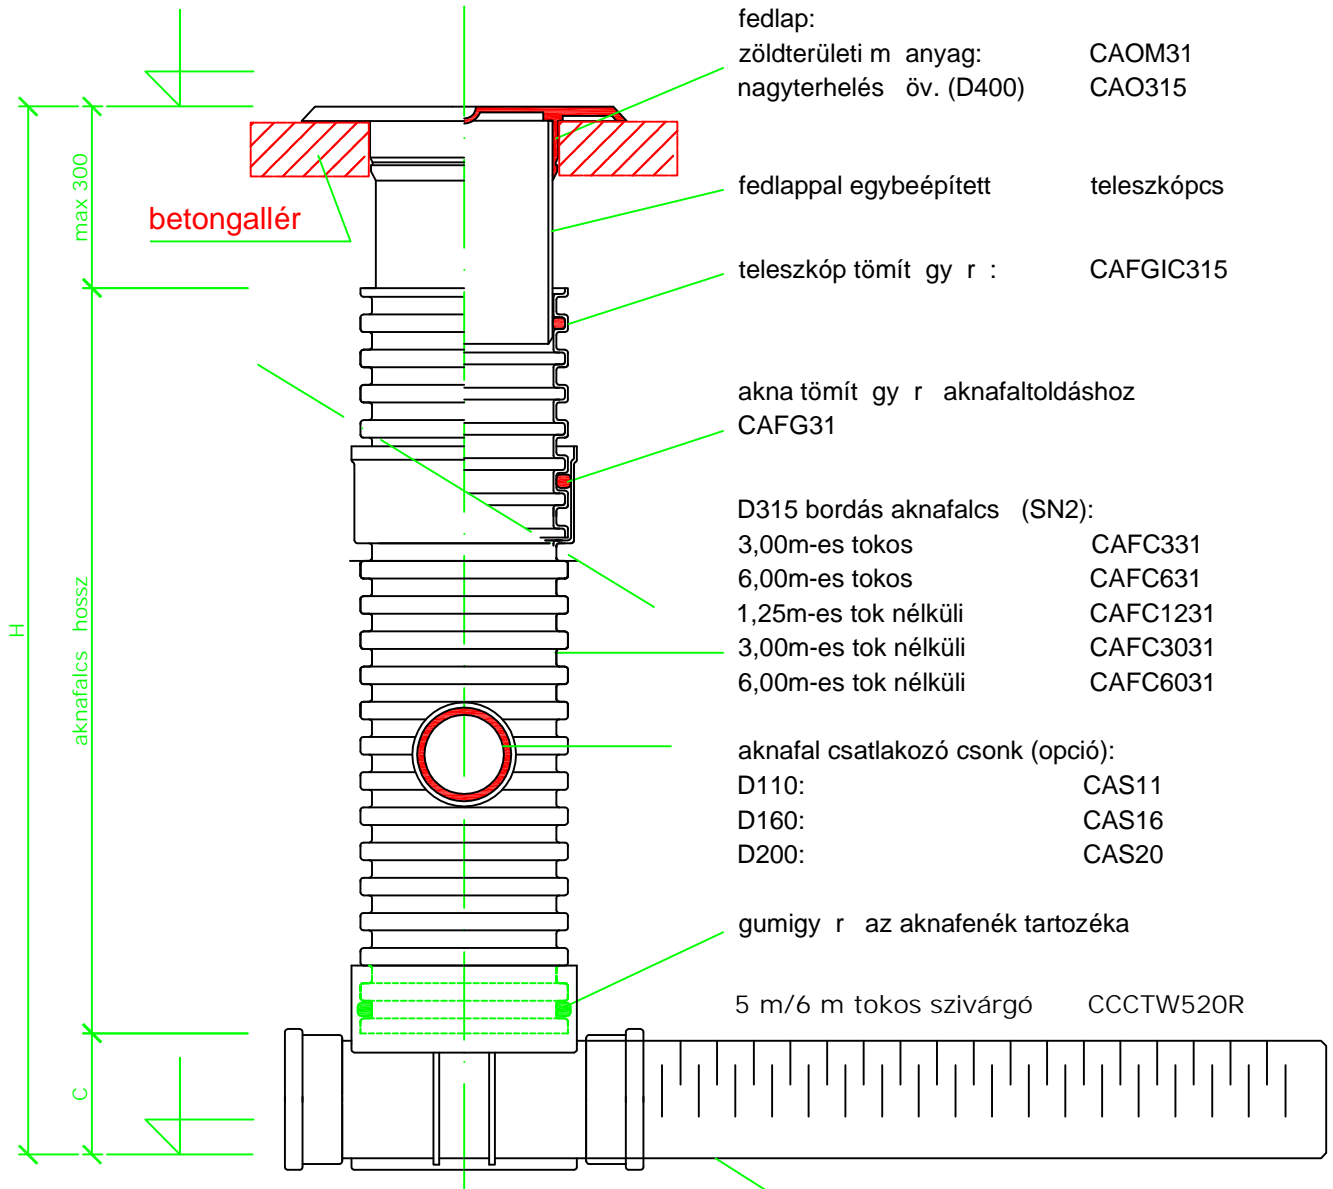 fedlap:
zöldterületi m anyag: CAOM31
nagyterhelés öv. (D400) CAO315
fedlappal egybeépített teleszkópcs
teleszkóp tömít gy r : CAFGIC315
akna tömít gy r aknafaltoldáshoz
CAFG31
D315 bordás aknafalcs (SN2):
3,00m-es tokos CAFC331
6,00m-es tokos CAFC631
1,25m-es tok nélküli CAFC1231
3,00m-es tok nélküli CAFC3031
6,00m-es tok nélküli CAFC6031
aknafal csatlakozó csonk (opció):
D110: CAS11
D160: CAS16
D200: CAS20
gumigy r az aknafenék tartozéka
5 m/6 m tokos szivárgó CCCTW520R
betongallér
max 300
aknafalcs hossz
H
C